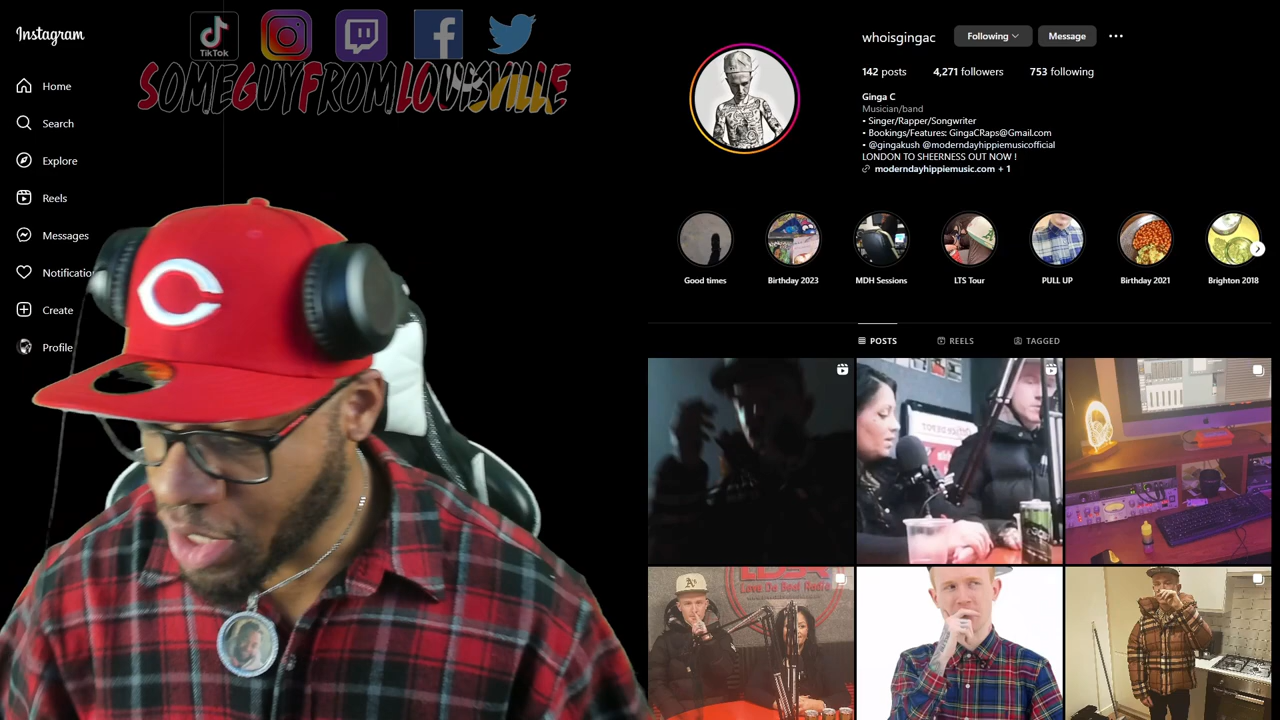 Instagram
Home
Search
Explore
Reels
Messages
Notification
Create
Profile
TikTok
SOMEGUYFROMLOUISVILLE
whoisgingac
Following
Message
142 posts
4,271 followers
753 following
Ginga C
Musician/band
• Singer/Rapper/Songwriter
• Bookings/Features: GingaCRaps@Gmail.com
• @gingakush @moderndayhippiemusicofficial
LONDON TO SHEERNESS OUT NOW !
moderndayhippiemusic.com + 1
Good times
Birthday 2023
MDH Sessions
LTS Tour
PULL UP
Birthday 2021
Brighton 2018
POSTS
REELS
TAGGED
Love Da Beat Radio